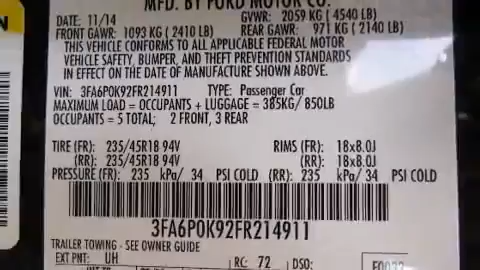 MFD. BY FORD MOTOR CO.
DATE: 11/14 GVWR: 2059 KG ( 4540 LB)
FRONT GAWR: 1093 KG ( 2410 LB) REAR GAWR: 971 KG ( 2140 LB)
THIS VEHICLE CONFORMS TO ALL APPLICABLE FEDERAL MOTOR
VEHICLE SAFETY, BUMPER, AND THEFT PREVENTION STANDARDS
IN EFFECT ON THE DATE OF MANUFACTURE SHOWN ABOVE.
VIN: 3FA6P0K92FR214911 TYPE: Passenger Car
MAXIMUM LOAD = OCCUPANTS + LUGGAGE = 385KG/ 850LB
OCCUPANTS = 5 TOTAL; 2 FRONT, 3 REAR
TIRE (FR): 235/45R18 94V RIMS (FR): 18x8.0J
(RR): 235/45R18 94V (RR): 18x8.0J
PRESSURE (FR): 235 kPa/ 34 PSI COLD (RR): 235 kPa/ 34 PSI COLD
3FA6P0K92FR214911
TRAILER TOWING - SEE OWNER GUIDE
EXT PNT: UH RC: 72 DSO: